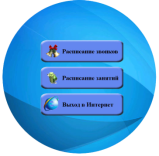 Расписание звонков
Расписание занятий
Выход в Интернет